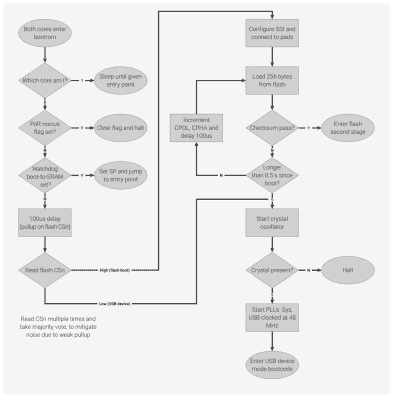 Both cores enter
bootrom
Which core am I?
1
Sleep until given
entry point
0
PoR rescue
flag set?
Y
Clear flag and halt
N
Watchdog
boot-to-SRAM
set?
Y
Set SP and jump
to entry point
N
100us delay
(pullup on flash CSn)
Read flash CSn
High (flash boot)
Low (USB device)
Read CSn multiple times and
take majority vote, to mitigate
noise due to weak pullup
Configure SSI and
connect to pads
Load 256 bytes
from flash
Increment
CPOL, CPHA and
delay 100us
Checksum pass?
Y
Enter flash
second stage
N
Longer
than 0.5 s since
boot?
N
Start crystal
oscillator
Crystal present?
N
Halt
Start PLLs: Sys,
USB clocked at 48
MHz
Enter USB device
mode bootcode